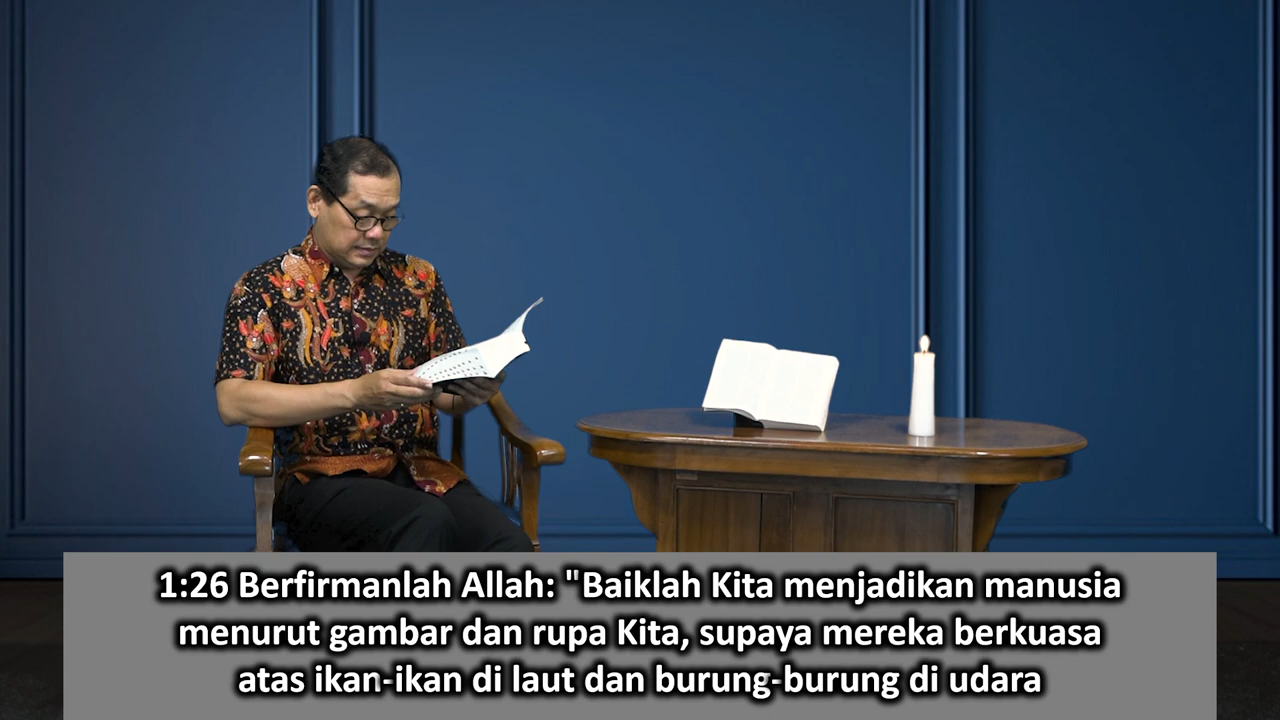 1:26 Berfirmanlah Allah: "Baiklah Kita menjadikan manusia
menurut gambar dan rupa Kita, supaya mereka berkuasa
atas ikan-ikan di laut dan burung-burung di udara